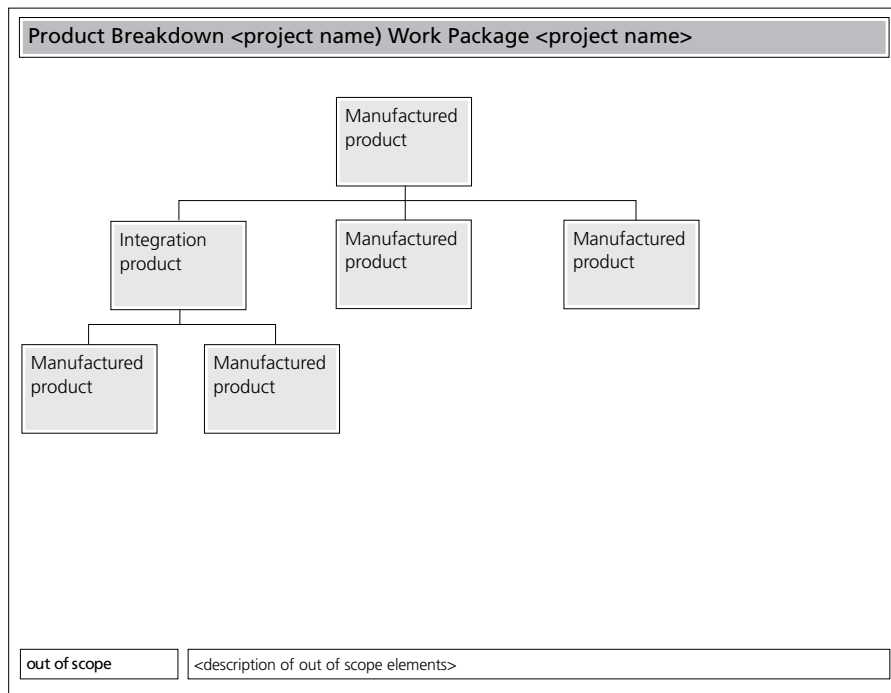 Product Breakdown <project name) Work Package <project name>
Manufactured
product
Integration
product
Manufactured
product
Manufactured
product
Manufactured
product
Manufactured
product
out of scope
<description of out of scope elements>